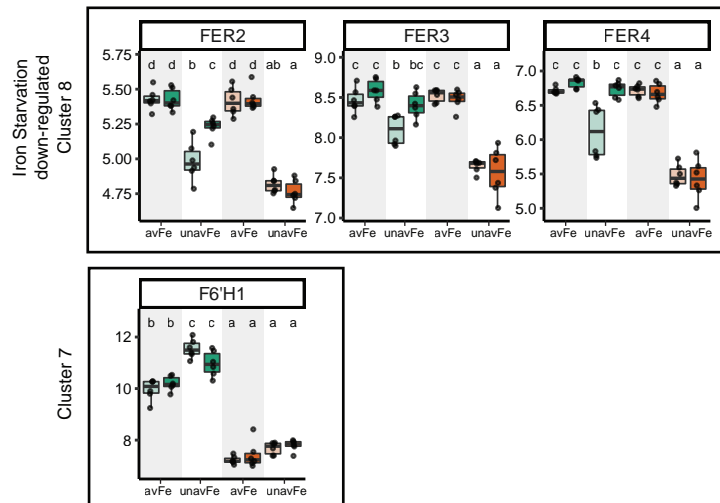 Iron Starvation
down-regulated
Cluster 8
FER2
d d b c d d ab a
5.75
5.50
5.25
5.00
4.75
avFe unavFe avFe unavFe
FER3
c c b bc c c a a
9.0
8.5
8.0
7.5
7.0
avFe unavFe avFe unavFe
FER4
c c b c c c a a
7.0
6.5
6.0
5.5
5.0
avFe unavFe avFe unavFe
Cluster 7
F6'H1
b b c c a a a a
12
10
8
avFe unavFe avFe unavFe